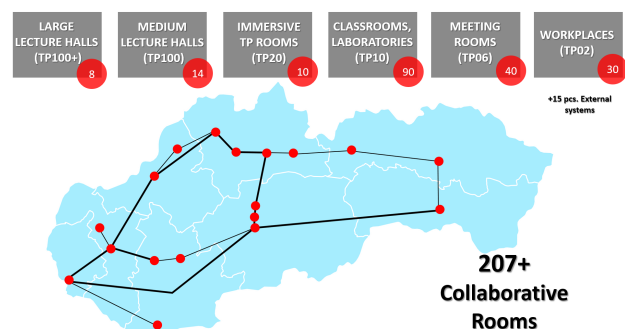 LARGE
LECTURE HALLS
(TP100+)
8
MEDIUM
LECTURE HALLS
(TP100)
14
IMMERSIVE
TP ROOMS
(TP20)
10
CLASSROOMS,
LABORATORIES
(TP10)
90
MEETING
ROOMS
(TP06)
40
WORKPLACES
(TP02)
30
+15 pcs. External
systems
207+
Collaborative
Rooms